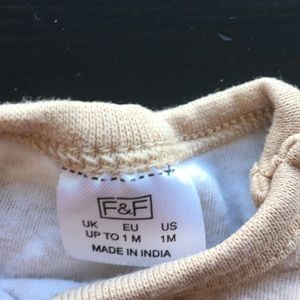 F&F
UK EU US
UP TO 1 M 1M
MADE IN INDIA